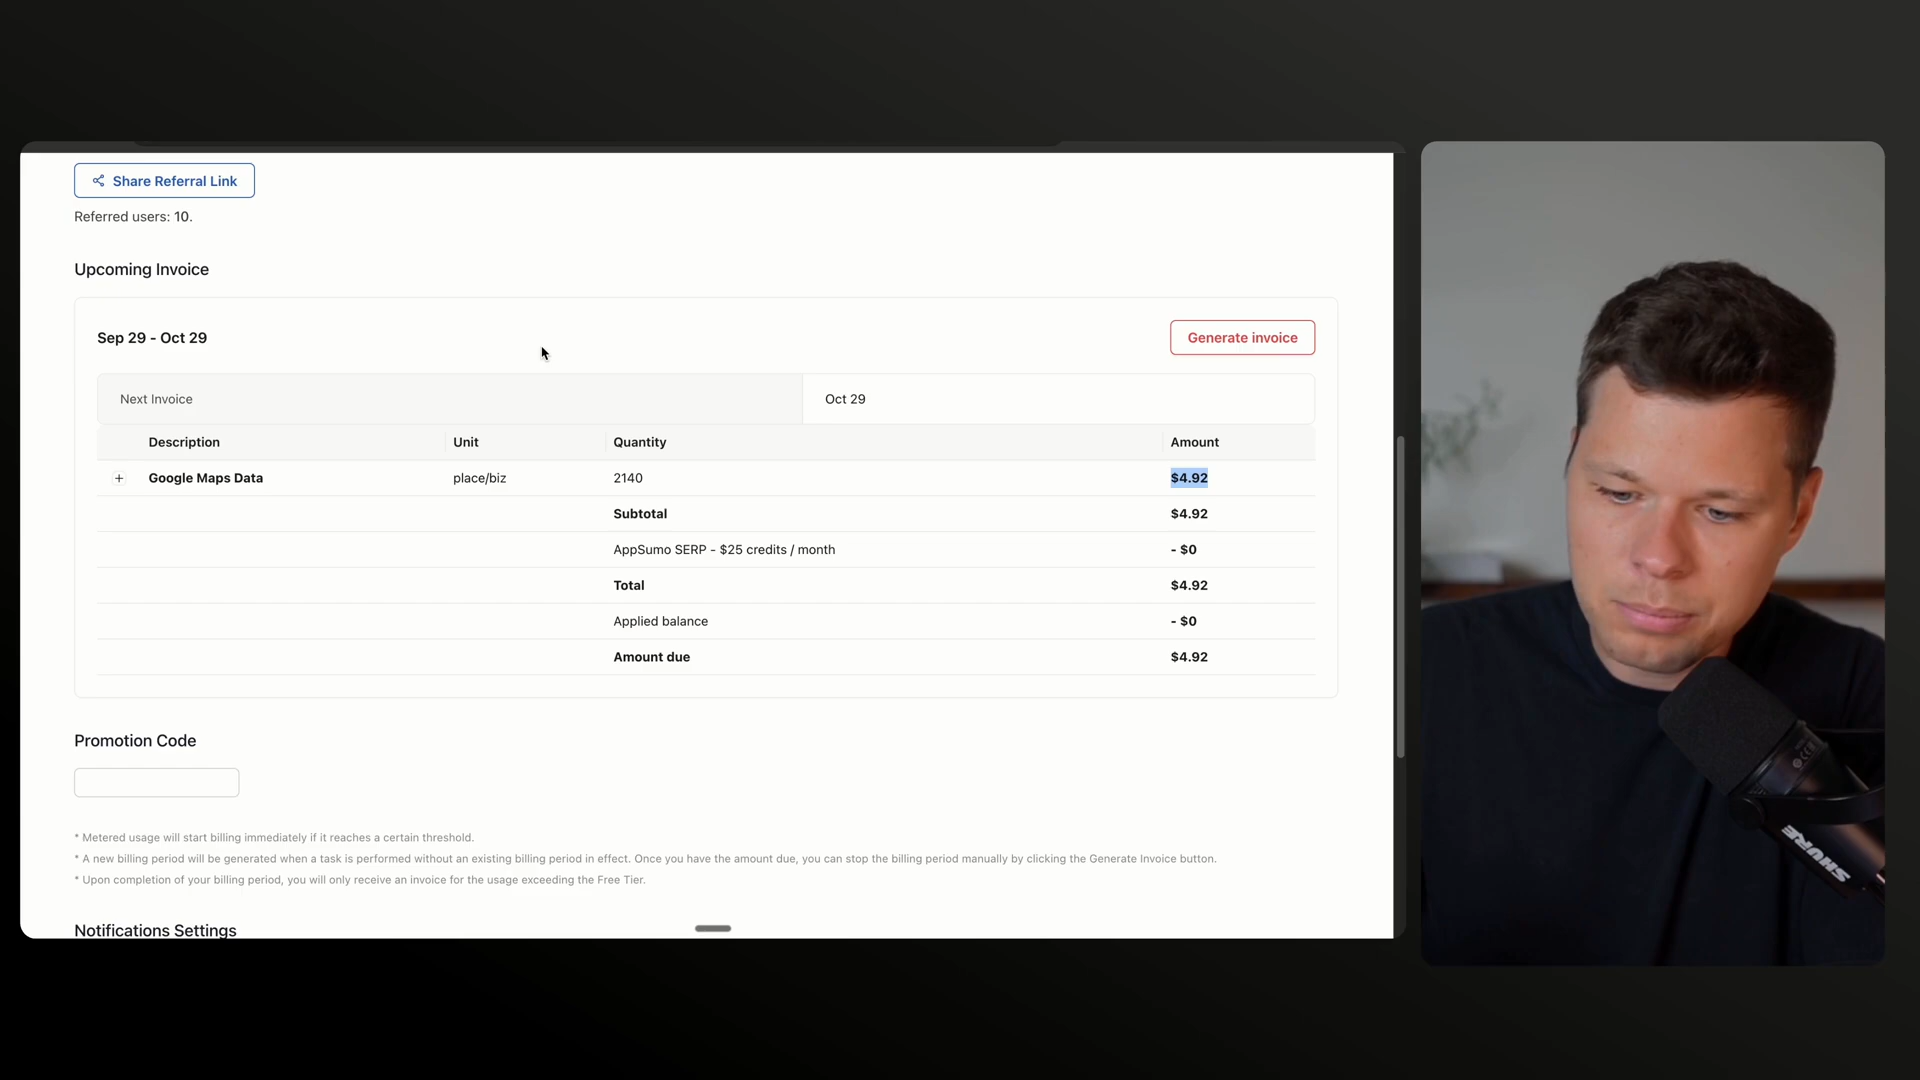 Share Referral Link
Referred users: 10.
Upcoming Invoice
Sep 29 - Oct 29
Generate invoice
Next Invoice Oct 29
Description Unit Quantity Amount
+ Google Maps Data place/biz 2140 $4.92
Subtotal $4.92
AppSumo SERP - $25 credits / month - $0
Total $4.92
Applied balance - $0
Amount due $4.92
Promotion Code
* Metered usage will start billing immediately if it reaches a certain threshold.
* A new billing period will be generated when a task is performed without an existing billing period in effect. Once you have the amount due, you can stop the billing period manually by clicking the Generate Invoice button.
* Upon completion of your billing period, you will only receive an invoice for the usage exceeding the Free Tier.
Notifications Settings
SHURE